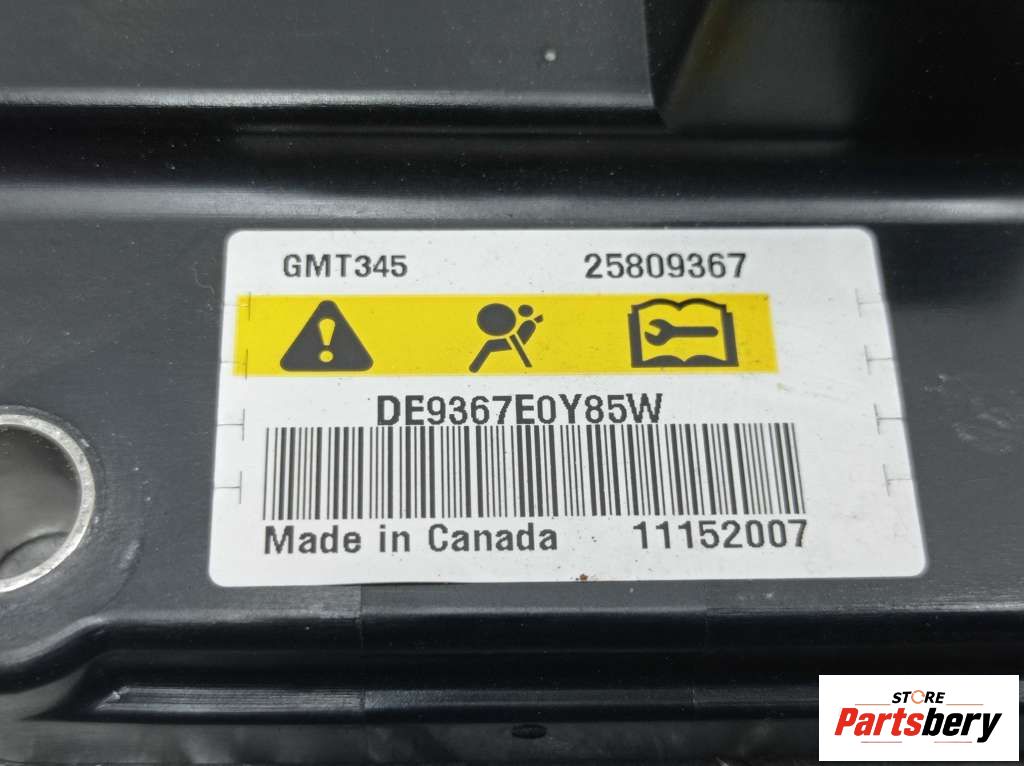 GMT345 25809367
DE9367E0Y85W
Made in Canada 11152007
STORE
Partsbery